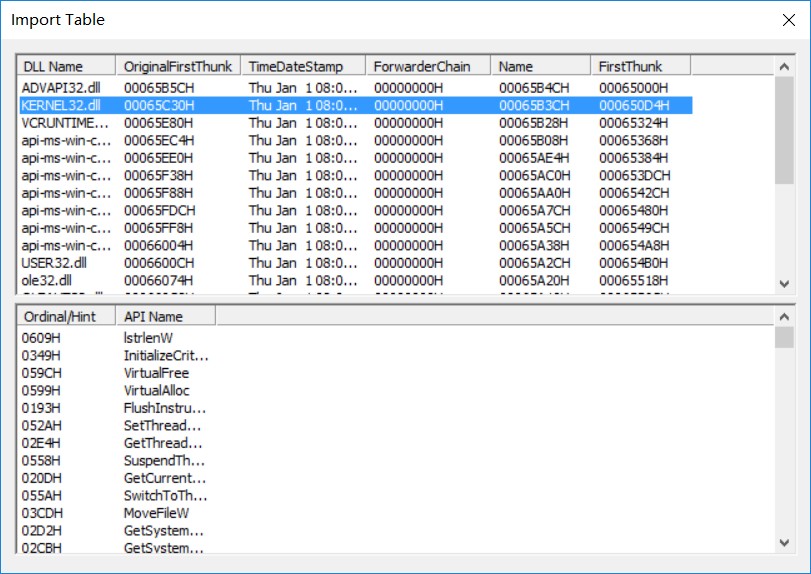 Import Table
DLL Name OriginalFirstThunk TimeDateStamp ForwarderChain Name FirstThunk
ADVAPI32.dll 00065B5CH Thu Jan 1 08:0... 00000000H 00065B4CH 00065000H
KERNEL32.dll 00065C30H Thu Jan 1 08:0... 00000000H 00065B3CH 000650D4H
VCRUNTIME... 00065E80H Thu Jan 1 08:0... 00000000H 00065B28H 00065324H
api-ms-win-c... 00065EC4H Thu Jan 1 08:0... 00000000H 00065B08H 00065368H
api-ms-win-c... 00065EE0H Thu Jan 1 08:0... 00000000H 00065AE4H 00065384H
api-ms-win-c... 00065F38H Thu Jan 1 08:0... 00000000H 00065AC0H 000653DCH
api-ms-win-c... 00065F88H Thu Jan 1 08:0... 00000000H 00065AA0H 0006542CH
api-ms-win-c... 00065FDCH Thu Jan 1 08:0... 00000000H 00065A7CH 00065480H
api-ms-win-c... 00065FF8H Thu Jan 1 08:0... 00000000H 00065A5CH 0006549CH
api-ms-win-c... 00066004H Thu Jan 1 08:0... 00000000H 00065A38H 000654A8H
USER32.dll 0006600CH Thu Jan 1 08:0... 00000000H 00065A2CH 000654B0H
ole32.dll 00066074H Thu Jan 1 08:0... 00000000H 00065A20H 00065518H
Ordinal/Hint API Name
0609H lstrlenW
0349H InitializeCrit...
059CH VirtualFree
0599H VirtualAlloc
0193H FlushInstru...
052AH SetThread...
02E4H GetThread...
0558H SuspendTh...
020DH GetCurrent...
055AH SwitchToTh...
03CDH MoveFileW
02D2H GetSystem...
02CBH GetSystem...